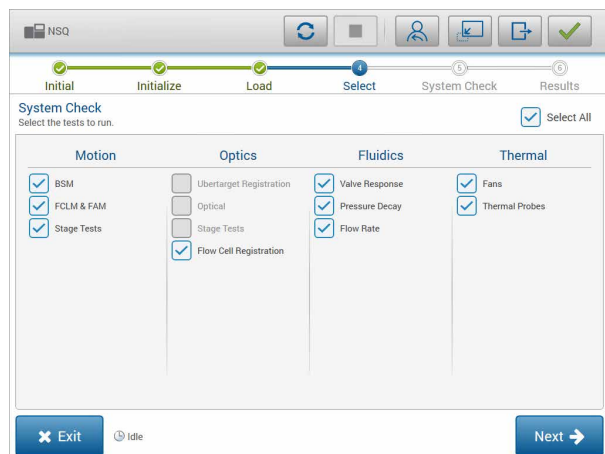 NSQ
4
5
6
Initial
Initialize
Load
Select
System Check
Results
System Check
Select the tests to run.
Select All
Motion
Optics
Fluidics
Thermal
BSM
FCLM & FAM
Stage Tests
Ubertarget Registration
Optical
Stage Tests
Flow Cell Registration
Valve Response
Pressure Decay
Flow Rate
Fans
Thermal Probes
Exit
Idle
Next